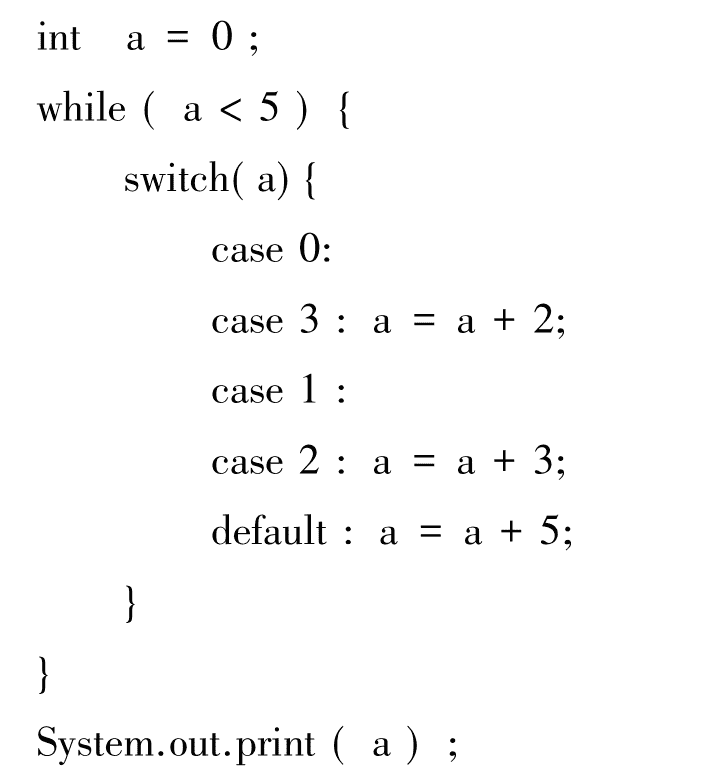 int a = 0 ;
while ( a < 5 ) {
switch( a) {
case 0:
case 3 : a = a + 2;
case 1 :
case 2 : a = a + 3;
default : a = a + 5;
}
}
System.out.print ( a ) ;